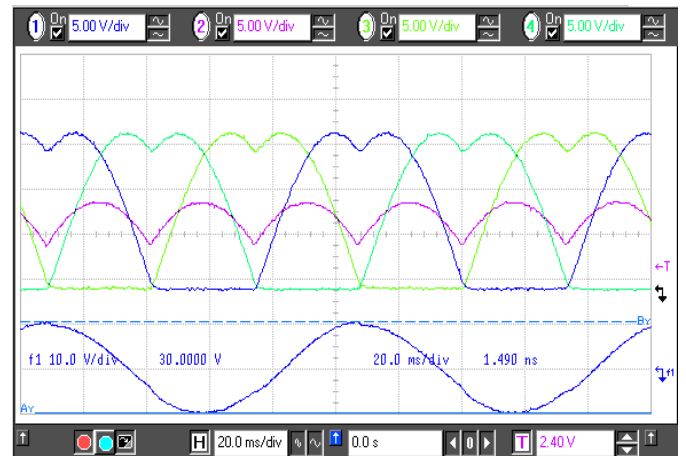 1 On 5.00 V/div 2 On 5.00 V/div 3 On 5.00 V/div 4 On 5.00 V/div
T
By
f1 10.0 V/div 30.0000 V 20.0 ms/div 1.490 ns
f1
Ay
H 20.0 ms/div 0.0 s 0 T 2.40 V